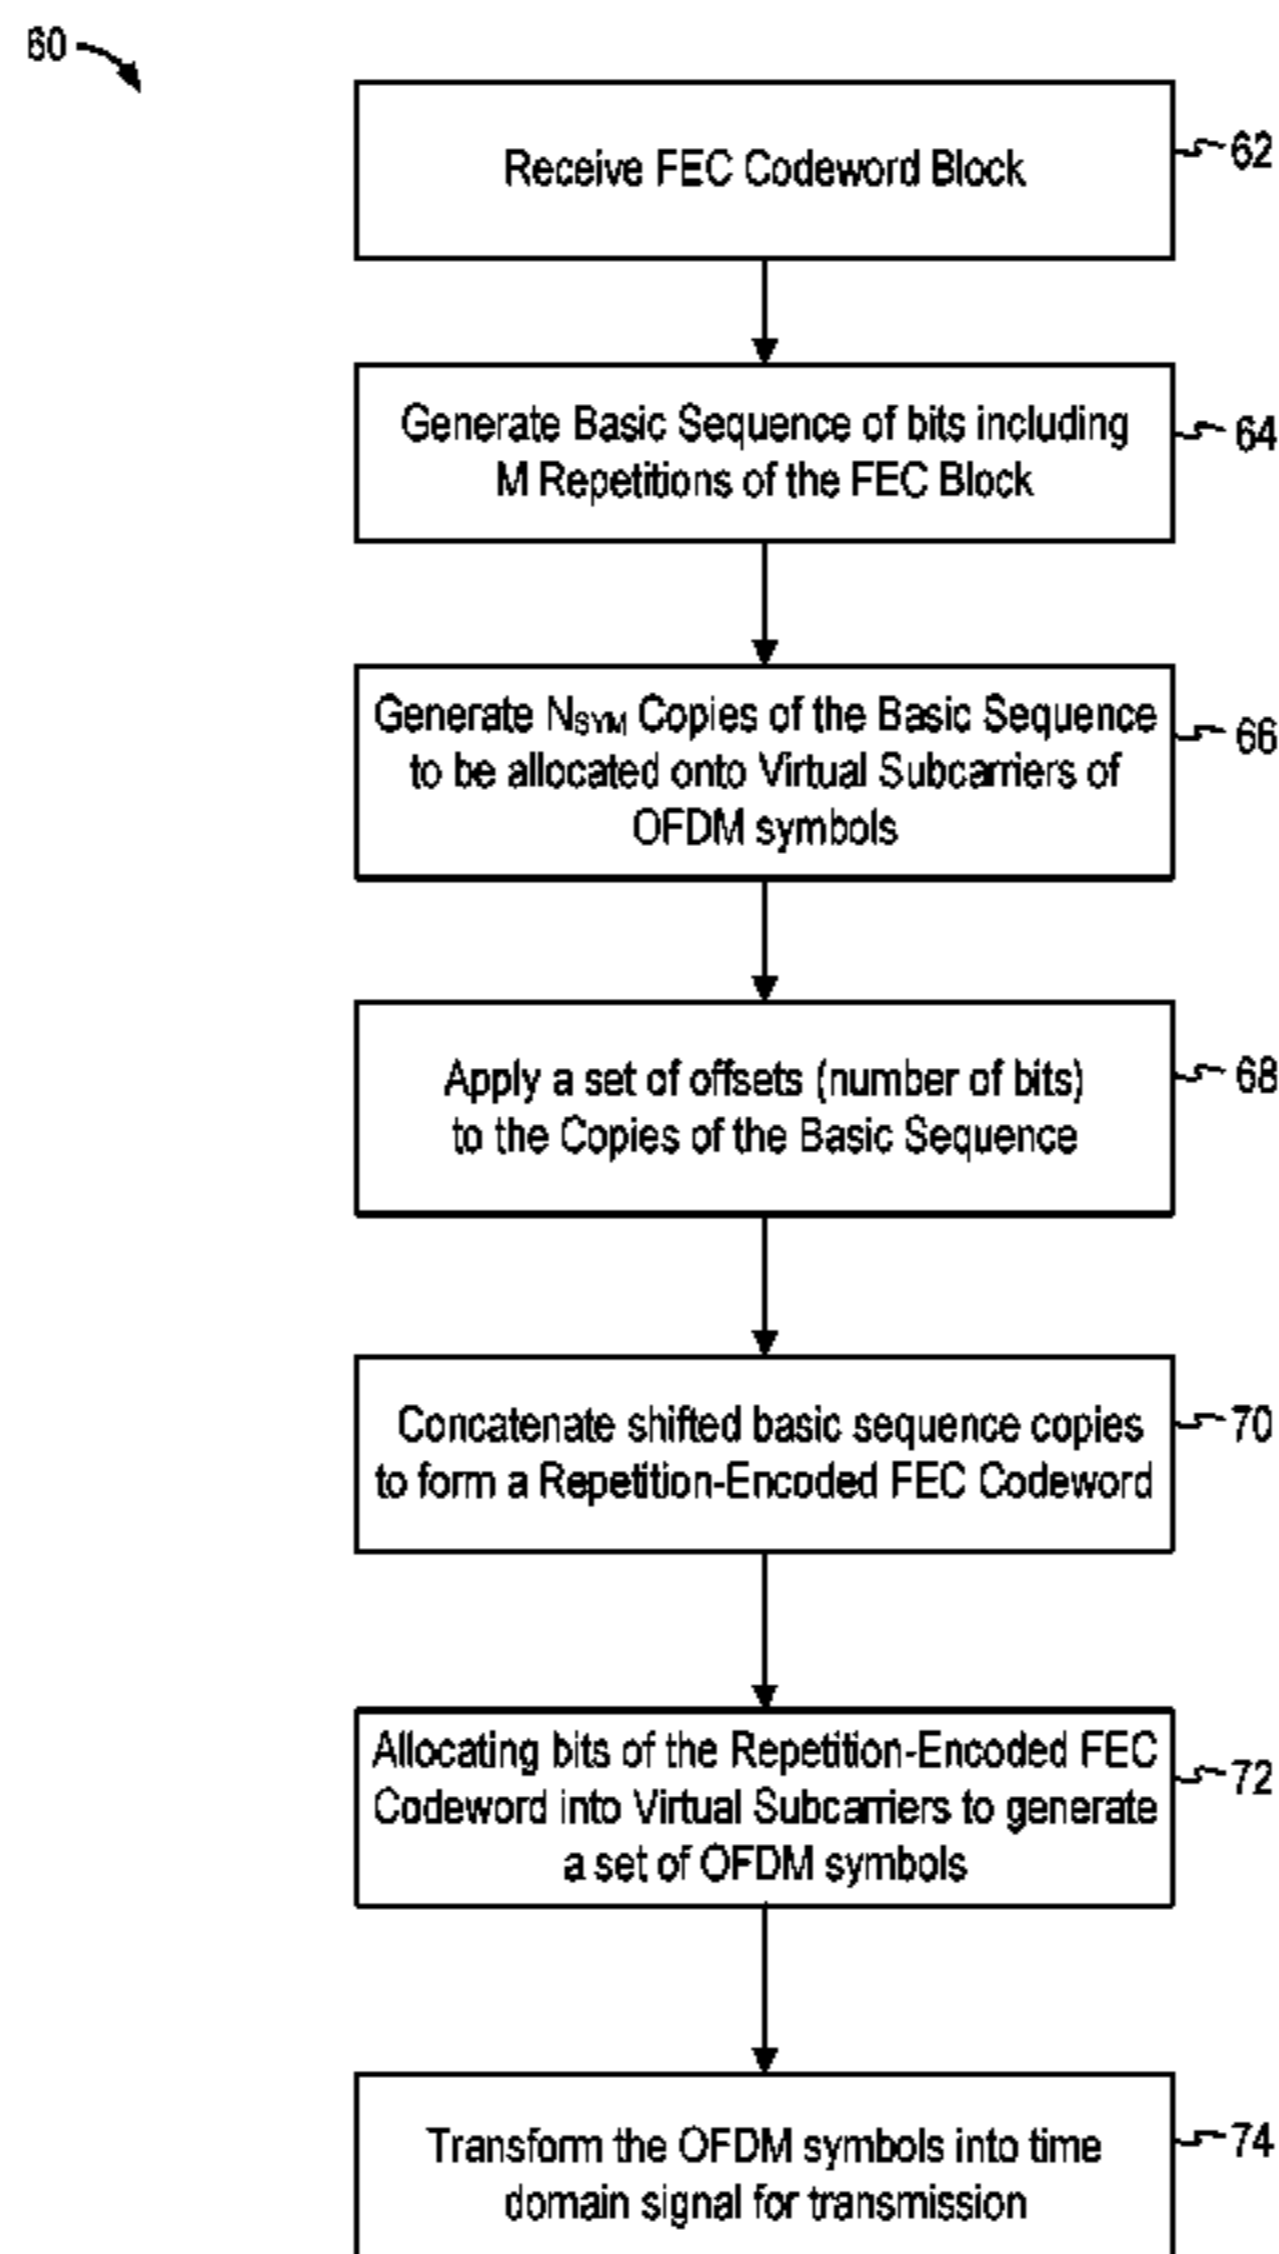 60
Receive FEC Codeword Block
62
Generate Basic Sequence of bits including
M Repetitions of the FEC Block
64
Generate NSYM Copies of the Basic Sequence
to be allocated onto Virtual Subcarriers of
OFDM symbols
66
Apply a set of offsets (number of bits)
to the Copies of the Basic Sequence
68
Concatenate shifted basic sequence copies
to form a Repetition-Encoded FEC Codeword
70
Allocating bits of the Repetition-Encoded FEC
Codeword into Virtual Subcarriers to generate
a set of OFDM symbols
72
Transform the OFDM symbols into time
domain signal for transmission
74